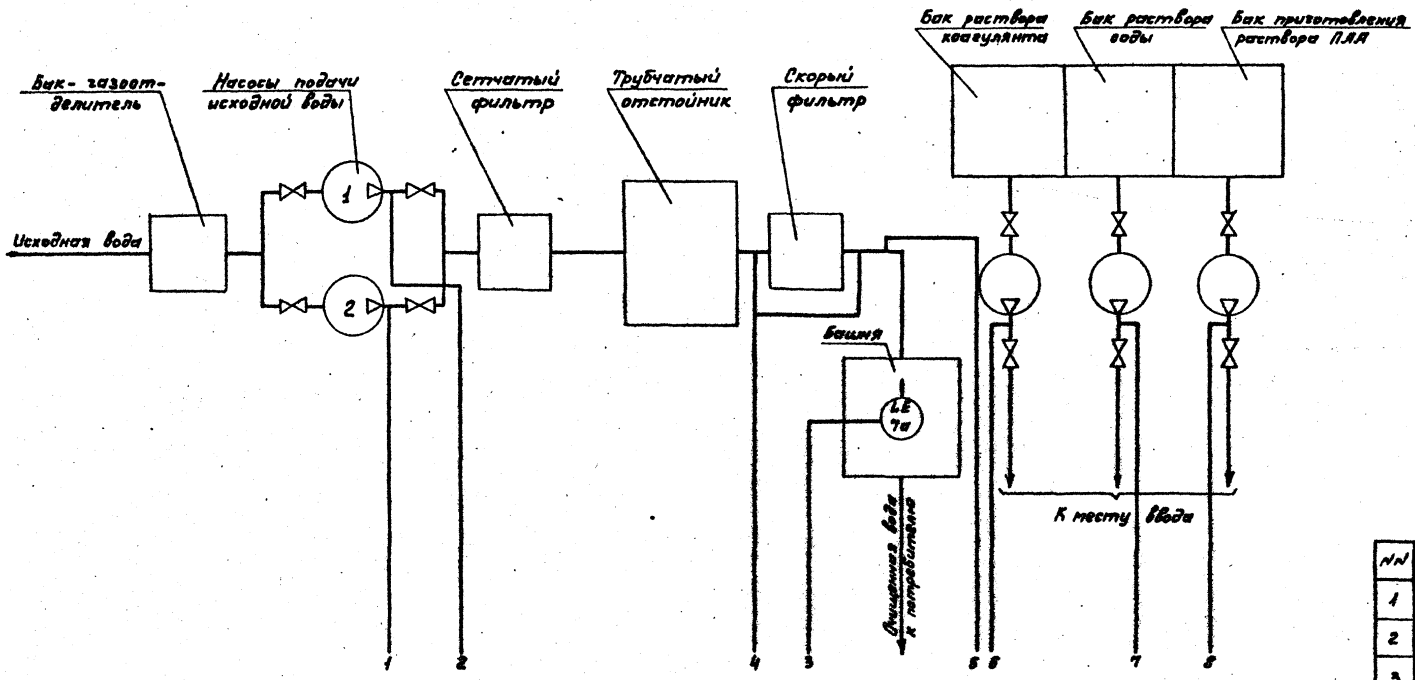 Бак раствора
коагулянта
Бак раствора
соды
Бак приготовления
раствора ПАА
Бак-газоот-
делитель
Насосы подачи
исходной воды
Сетчатый
фильтр
Трубчатый
отстойник
Скорый
фильтр
1
Исходная вода
2
Башня
LE
7а
К месту ввода
Очищенная вода
к потребителю
NN
1
2
3
1
2
4
3
5
6
7
8